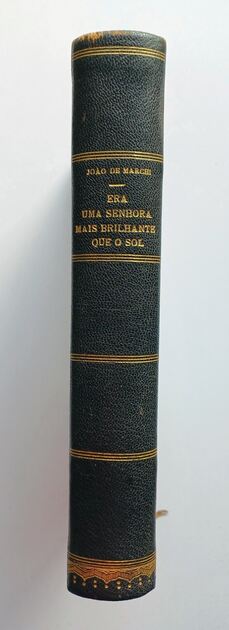 JOÃO DE MARCHI
ERA
UMA SENHORA
MAIS BRILHANTE
QUE O SOL